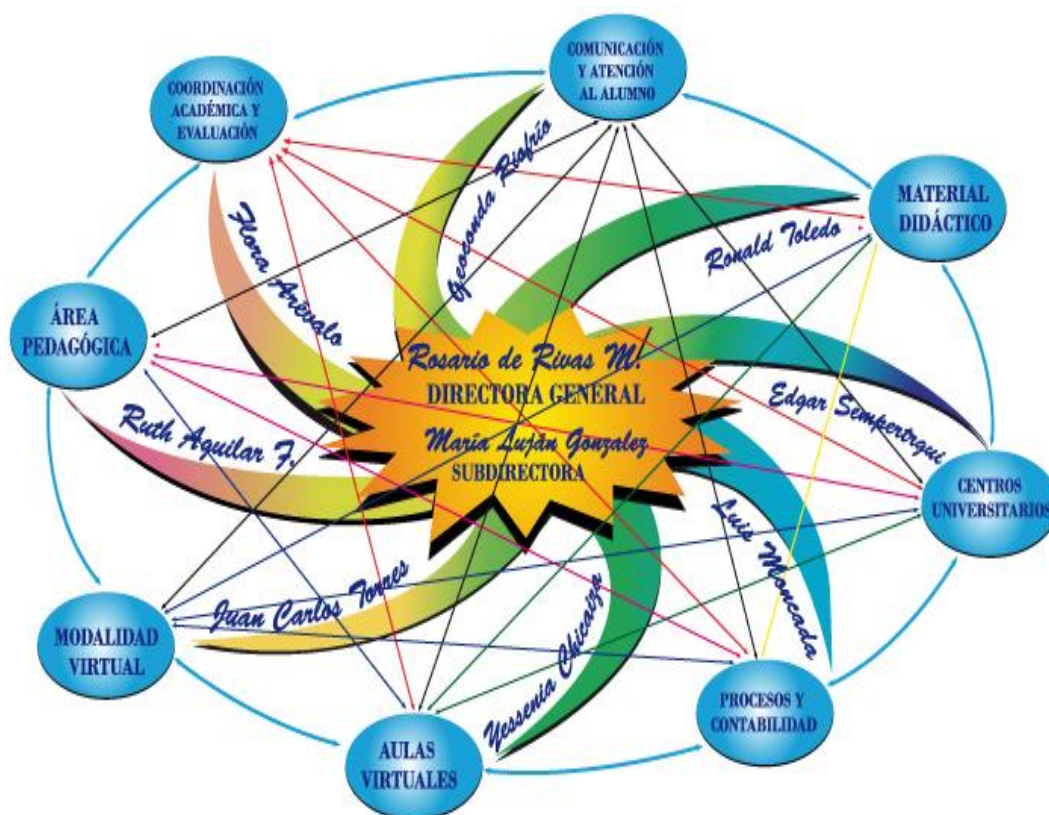 COMUNICACIÓN
Y ATENCIÓN
AL ALUMNO
COORDINACIÓN
ACADÉMICA Y
EVALUACIÓN
MATERIAL
DIDÁCTICO
Geoconda Riofrío
Flora Arévalo
Ronald Toledo
ÁREA
PEDAGÓGICA
Rosario de Rivas M.
DIRECTORA GENERAL
María Luján Gonzalez
SUBDIRECTORA
Edgar Sempertrgui
Ruth Aguilar F.
CENTROS
UNIVERSITARIOS
Luis Moncada
Juan Carlos Torres
Yessenia Chicaiza
MODALIDAD
VIRTUAL
PROCESOS Y
CONTABILIDAD
AULAS
VIRTUALES